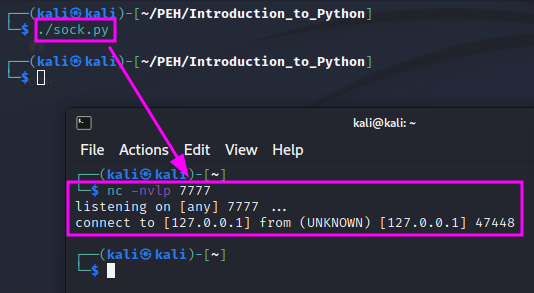 ┌──(kali㉿kali)-[~/PEH/Introduction_to_Python]
└─$ ./sock.py
┌──(kali㉿kali)-[~/PEH/Introduction_to_Python]
└─$
kali@kali: ~
File Actions Edit View Help
┌──(kali㉿kali)-[~]
└─$ nc -nvlp 7777
listening on [any] 7777 ...
connect to [127.0.0.1] from (UNKNOWN) [127.0.0.1] 47448
┌──(kali㉿kali)-[~]
└─$